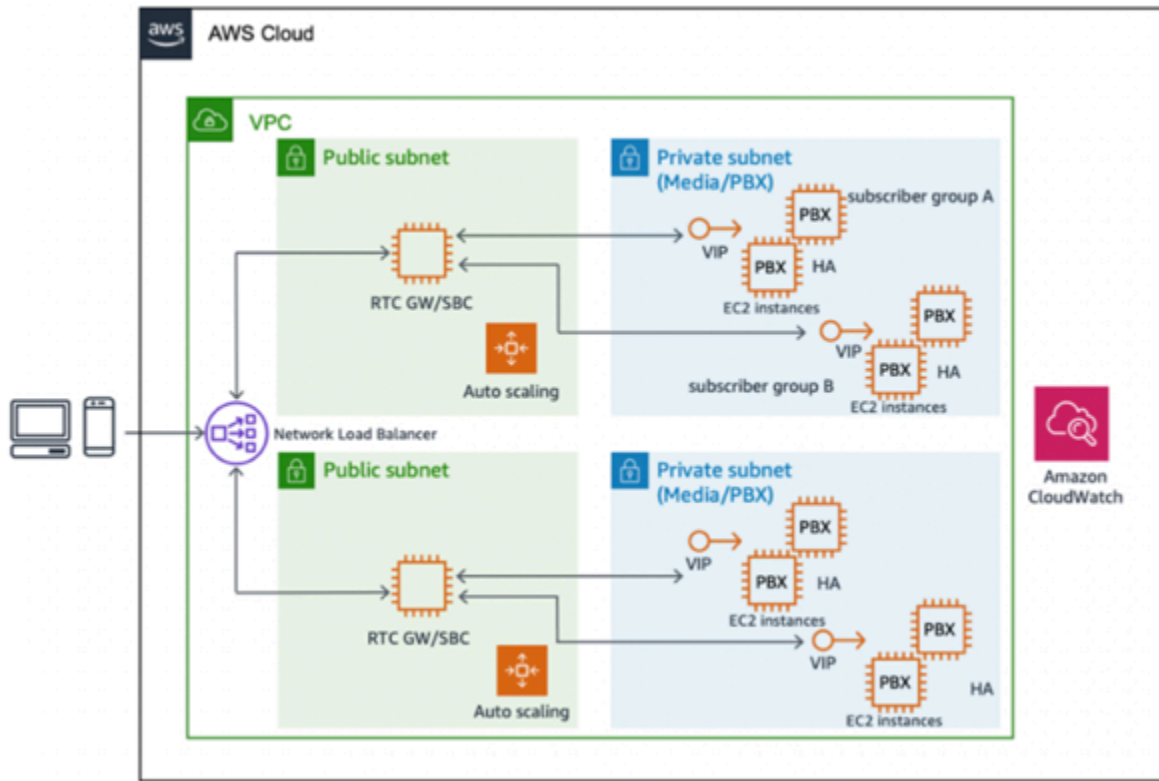 aws
AWS Cloud
VPC
Public subnet
Private subnet
(Media/PBX)
subscriber group A
PBX
VIP
PBX
HA
EC2 instances
RTC GW/SBC
PBX
VIP
PBX
HA
EC2 instances
Auto scaling
subscriber group B
Network Load Balancer
Public subnet
Private subnet
(Media/PBX)
Amazon
CloudWatch
PBX
VIP
PBX
HA
EC2 instances
RTC GW/SBC
PBX
VIP
PBX
HA
EC2 instances
Auto scaling